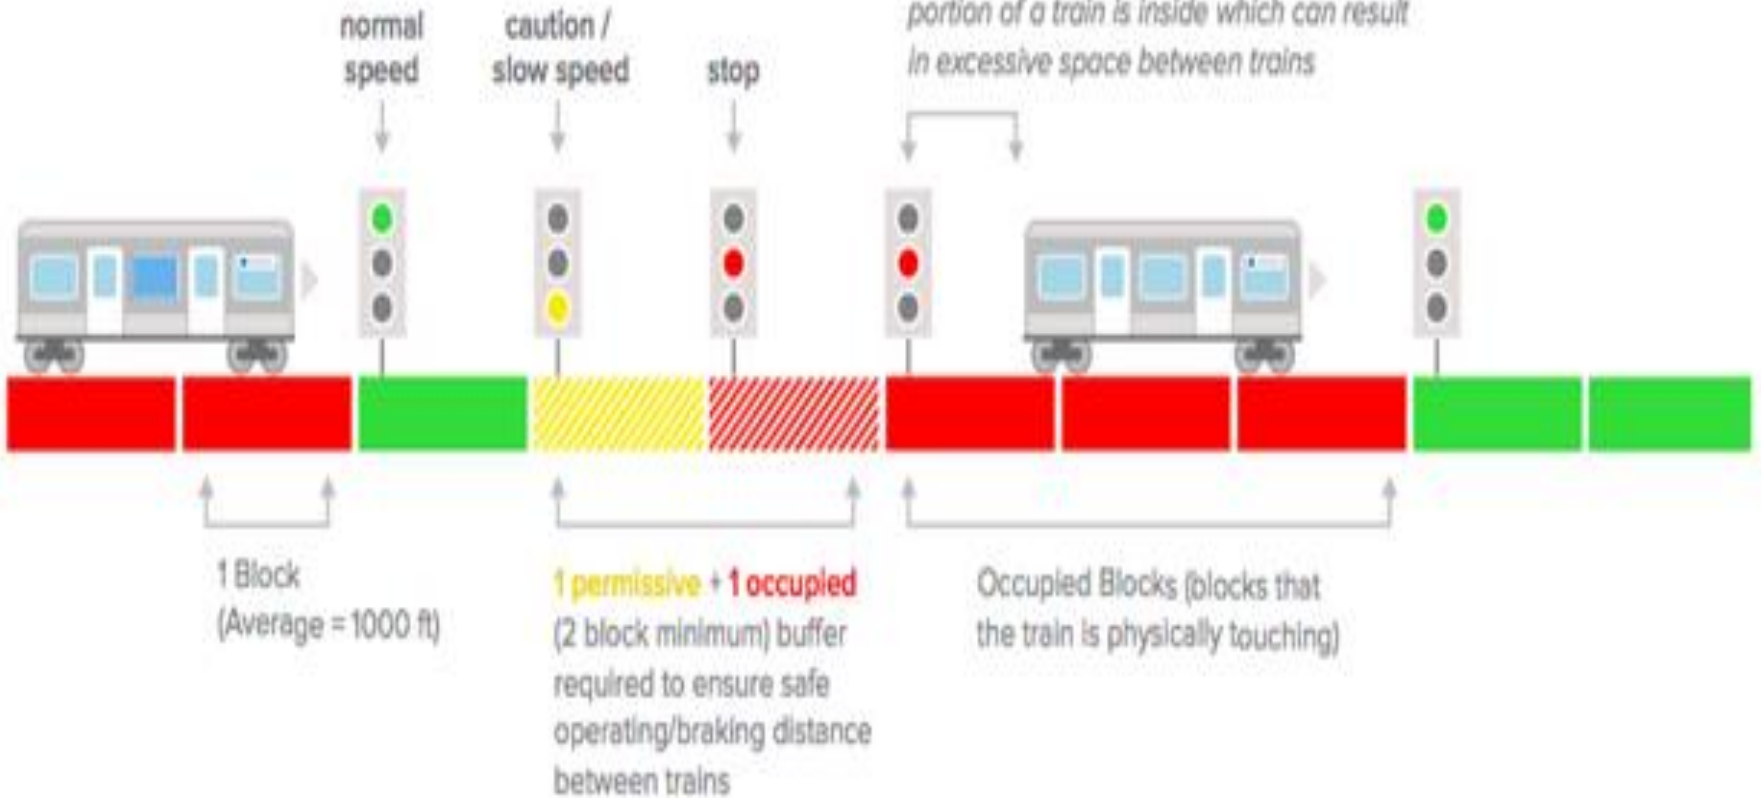 normal
speed
caution /
slow speed
stop
portion of a train is inside which can result
in excessive space between trains
1 Block
(Average = 1000 ft)
1 permissive + 1 occupied
(2 block minimum) buffer
required to ensure safe
operating/braking distance
between trains
Occupied Blocks (blocks that
the train is physically touching)